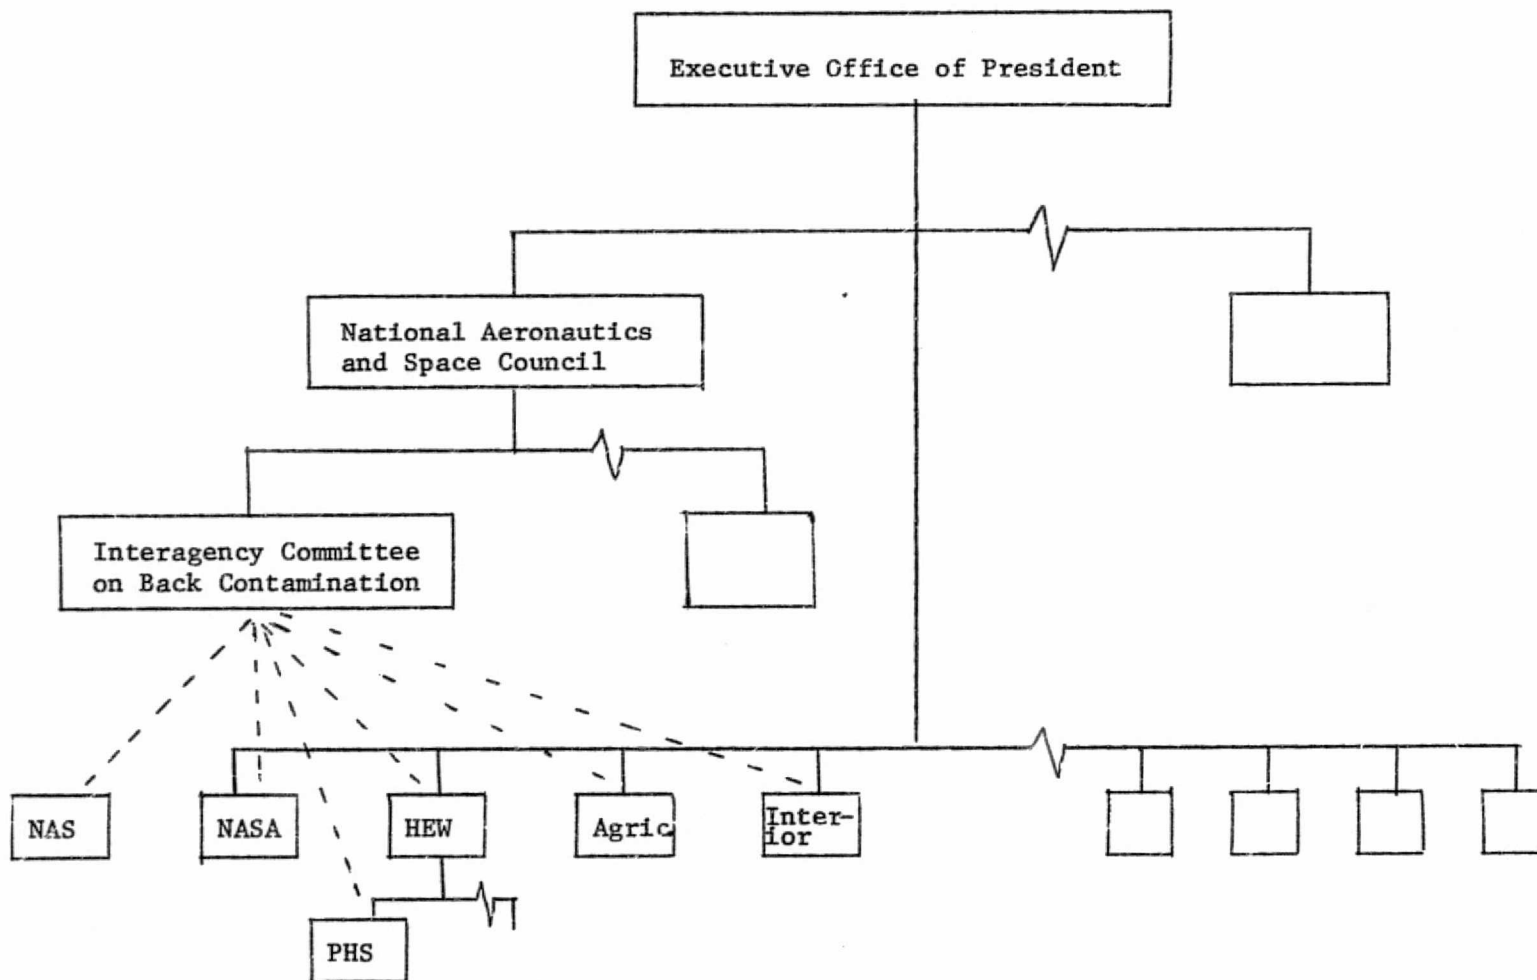 Executive Office of President
National Aeronautics
and Space Council
Interagency Committee
on Back Contamination
NAS
NASA
HEW
Agric
Inter-
ior
PHS